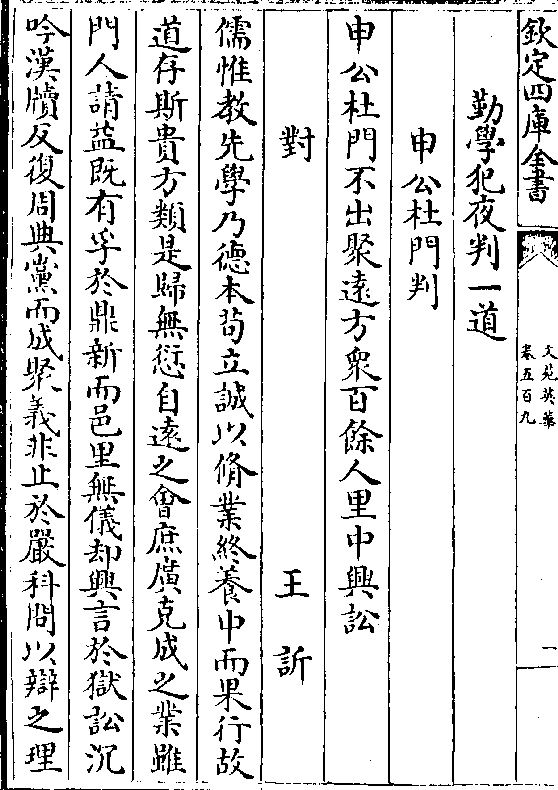 欽定四庫全書
文苑英華
卷五百九
一
勤學犯夜判一道
申公杜門判
申公杜門不出聚遠方衆百餘人里中興訟
對 王訢
儒惟教先學乃德本茍立誠以脩業終養中而果行故
道存斯貴方類是歸無愆自遠之會庶廣克成之業雖
門人請益既有孚於鼎新而邑里無儀却興言於獄訟沉
吟漢牘反復周典黨而成聚義非止於嚴科問以辯之理